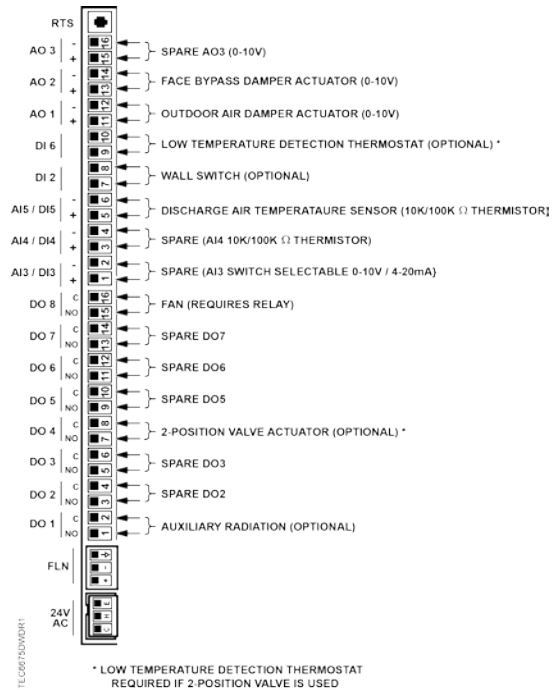 RTS
AO 3 - + 16 15 SPARE AO3 (0-10V)
AO 2 - + 14 13 FACE BYPASS DAMPER ACTUATOR (0-10V)
AO 1 - + 12 11 OUTDOOR AIR DAMPER ACTUATOR (0-10V)
DI 6 10 9 LOW TEMPERATURE DETECTION THERMOSTAT (OPTIONAL) *
DI 2 8 7 WALL SWITCH (OPTIONAL)
AI5 / DI5 - + 6 5 DISCHARGE AIR TEMPERATAURE SENSOR (10K/100K Ω THERMISTOR)
AI4 / DI4 - + 4 3 SPARE (AI4 10K/100K Ω THERMISTOR)
AI3 / DI3 - + 2 1 SPARE (AI3 SWITCH SELECTABLE 0-10V / 4-20mA)
DO 8 C NO 16 15 FAN (REQUIRES RELAY)
DO 7 C NO 14 13 SPARE DO7
DO 6 C NO 12 11 SPARE DO6
DO 5 C NO 10 9 SPARE DO5
DO 4 C NO 8 7 2-POSITION VALVE ACTUATOR (OPTIONAL) *
DO 3 C NO 6 5 SPARE DO3
DO 2 C NO 4 3 SPARE DO2
DO 1 C NO 2 1 AUXILIARY RADIATION (OPTIONAL)
FLN - +
24V AC E H C
TEC6675DWDR1
* LOW TEMPERATURE DETECTION THERMOSTAT
REQUIRED IF 2-POSITION VALVE IS USED